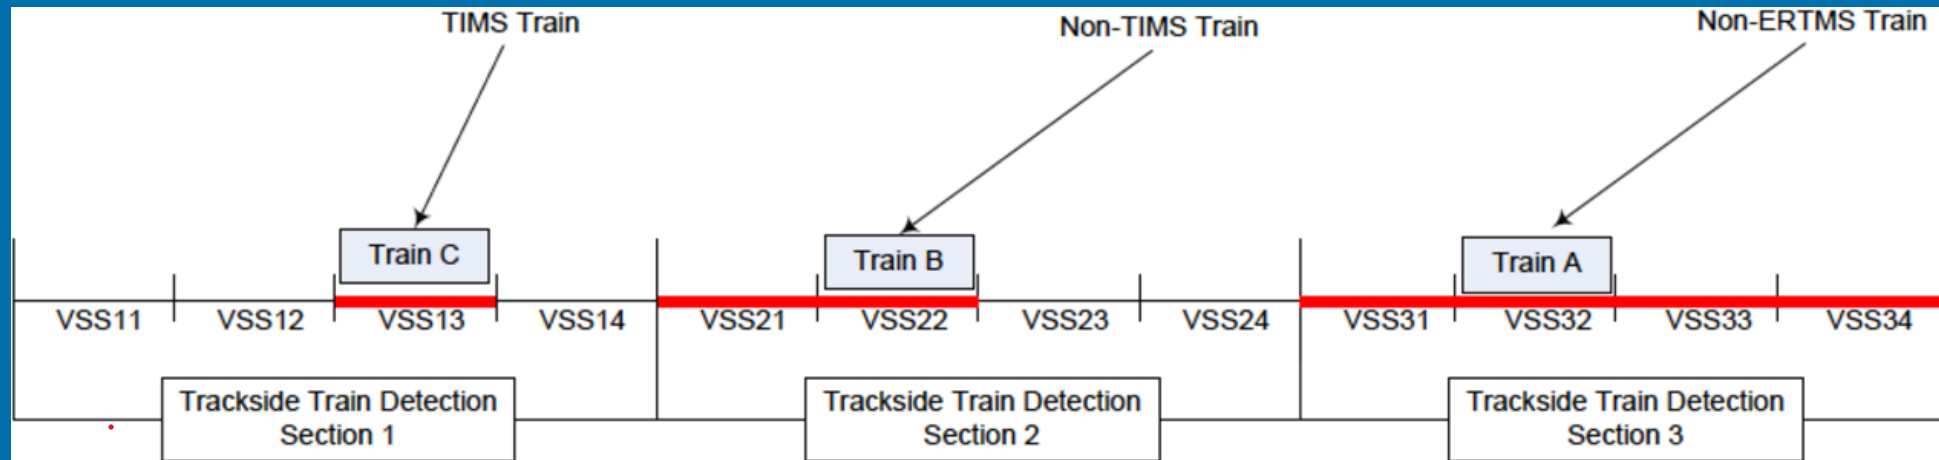 TIMS Train
Non-TIMS Train
Non-ERTMS Train
Train C
Train B
Train A
VSS11
VSS12
VSS13
VSS14
VSS21
VSS22
VSS23
VSS24
VSS31
VSS32
VSS33
VSS34
Trackside Train Detection
Section 1
Trackside Train Detection
Section 2
Trackside Train Detection
Section 3